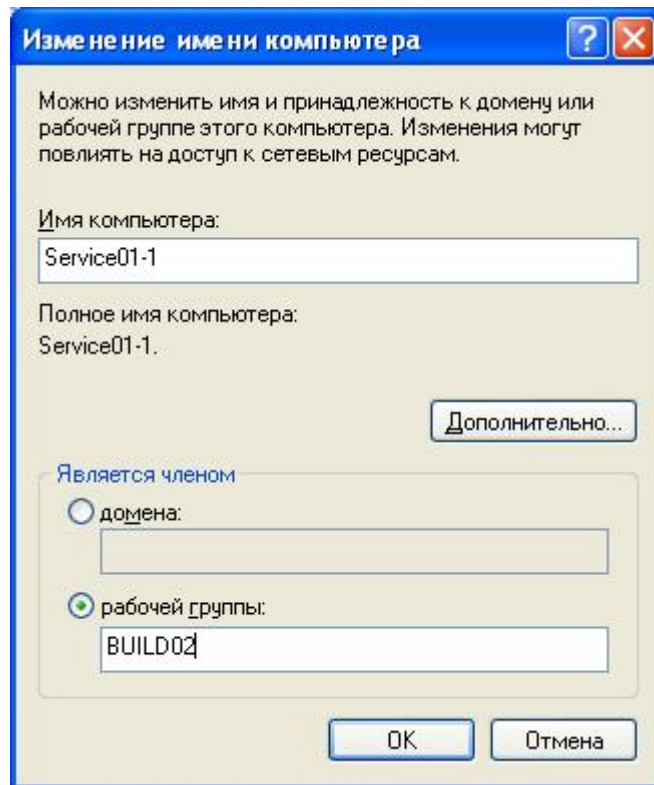 Изменение имени компьютера
Можно изменить имя и принадлежность к домену или
рабочей группе этого компьютера. Изменения могут
повлиять на доступ к сетевым ресурсам.
Имя компьютера:
Service01-1
Полное имя компьютера:
Service01-1.
Дополнительно...
Является членом
домена:
рабочей группы:
BUILD02
ОК
Отмена